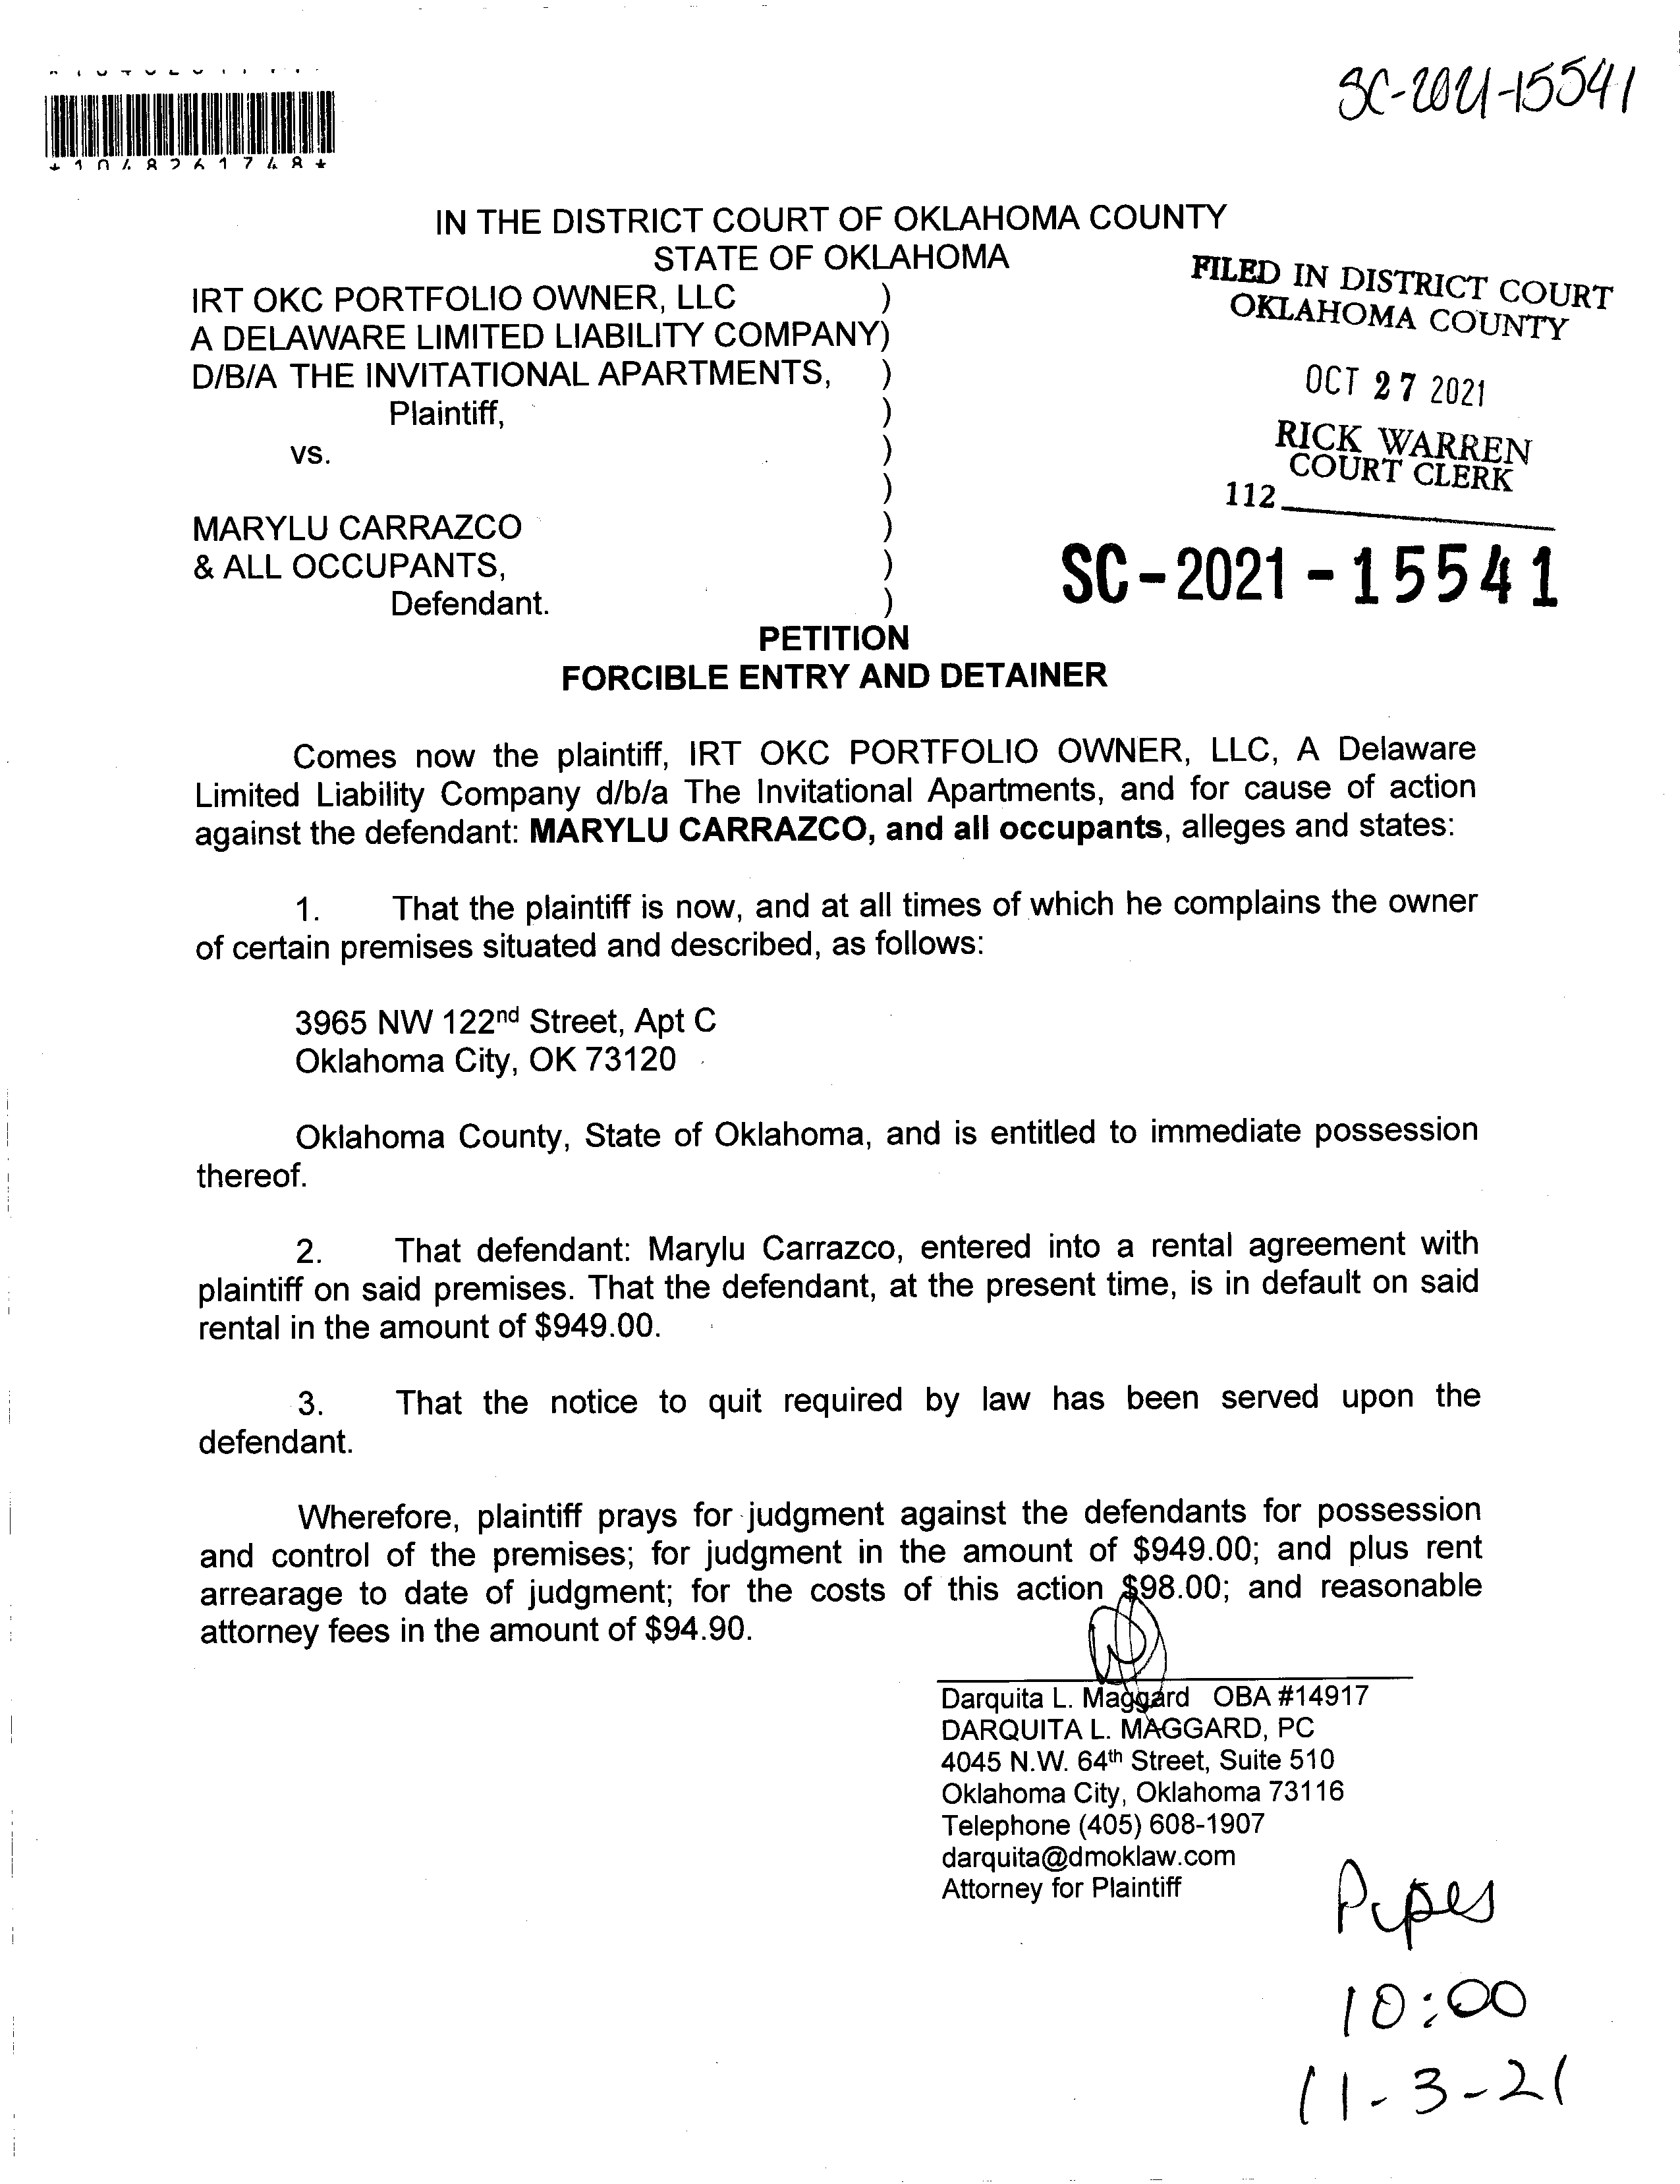 SC-2021-15541
*1048261748*
IN THE DISTRICT COURT OF OKLAHOMA COUNTY
STATE OF OKLAHOMA
FILED IN DISTRICT COURT
OKLAHOMA COUNTY
OCT 27 2021
RICK WARREN
COURT CLERK
112
IRT OKC PORTFOLIO OWNER, LLC )
A DELAWARE LIMITED LIABILITY COMPANY)
D/B/A THE INVITATIONAL APARTMENTS, )
Plaintiff, )
vs. )
)
MARYLU CARRAZCO )
& ALL OCCUPANTS, )
Defendant. )
SC-2021-15541
PETITION
FORCIBLE ENTRY AND DETAINER
Comes now the plaintiff, IRT OKC PORTFOLIO OWNER, LLC, A Delaware
Limited Liability Company d/b/a The Invitational Apartments, and for cause of action
against the defendant: MARYLU CARRAZCO, and all occupants, alleges and states:
1. That the plaintiff is now, and at all times of which he complains the owner
of certain premises situated and described, as follows:
3965 NW 122nd Street, Apt C
Oklahoma City, OK 73120
Oklahoma County, State of Oklahoma, and is entitled to immediate possession
thereof.
2. That defendant: Marylu Carrazco, entered into a rental agreement with
plaintiff on said premises. That the defendant, at the present time, is in default on said
rental in the amount of $949.00.
3. That the notice to quit required by law has been served upon the
defendant.
Wherefore, plaintiff prays for judgment against the defendants for possession
and control of the premises; for judgment in the amount of $949.00; and plus rent
arrearage to date of judgment; for the costs of this action $98.00; and reasonable
attorney fees in the amount of $94.90.
Darquita L. Maggard OBA #14917
DARQUITA L. MAGGARD, PC
4045 N.W. 64th Street, Suite 510
Oklahoma City, Oklahoma 73116
Telephone (405) 608-1907
darquita@dmoklaw.com
Attorney for Plaintiff
Pipes
10:00
11-3-21